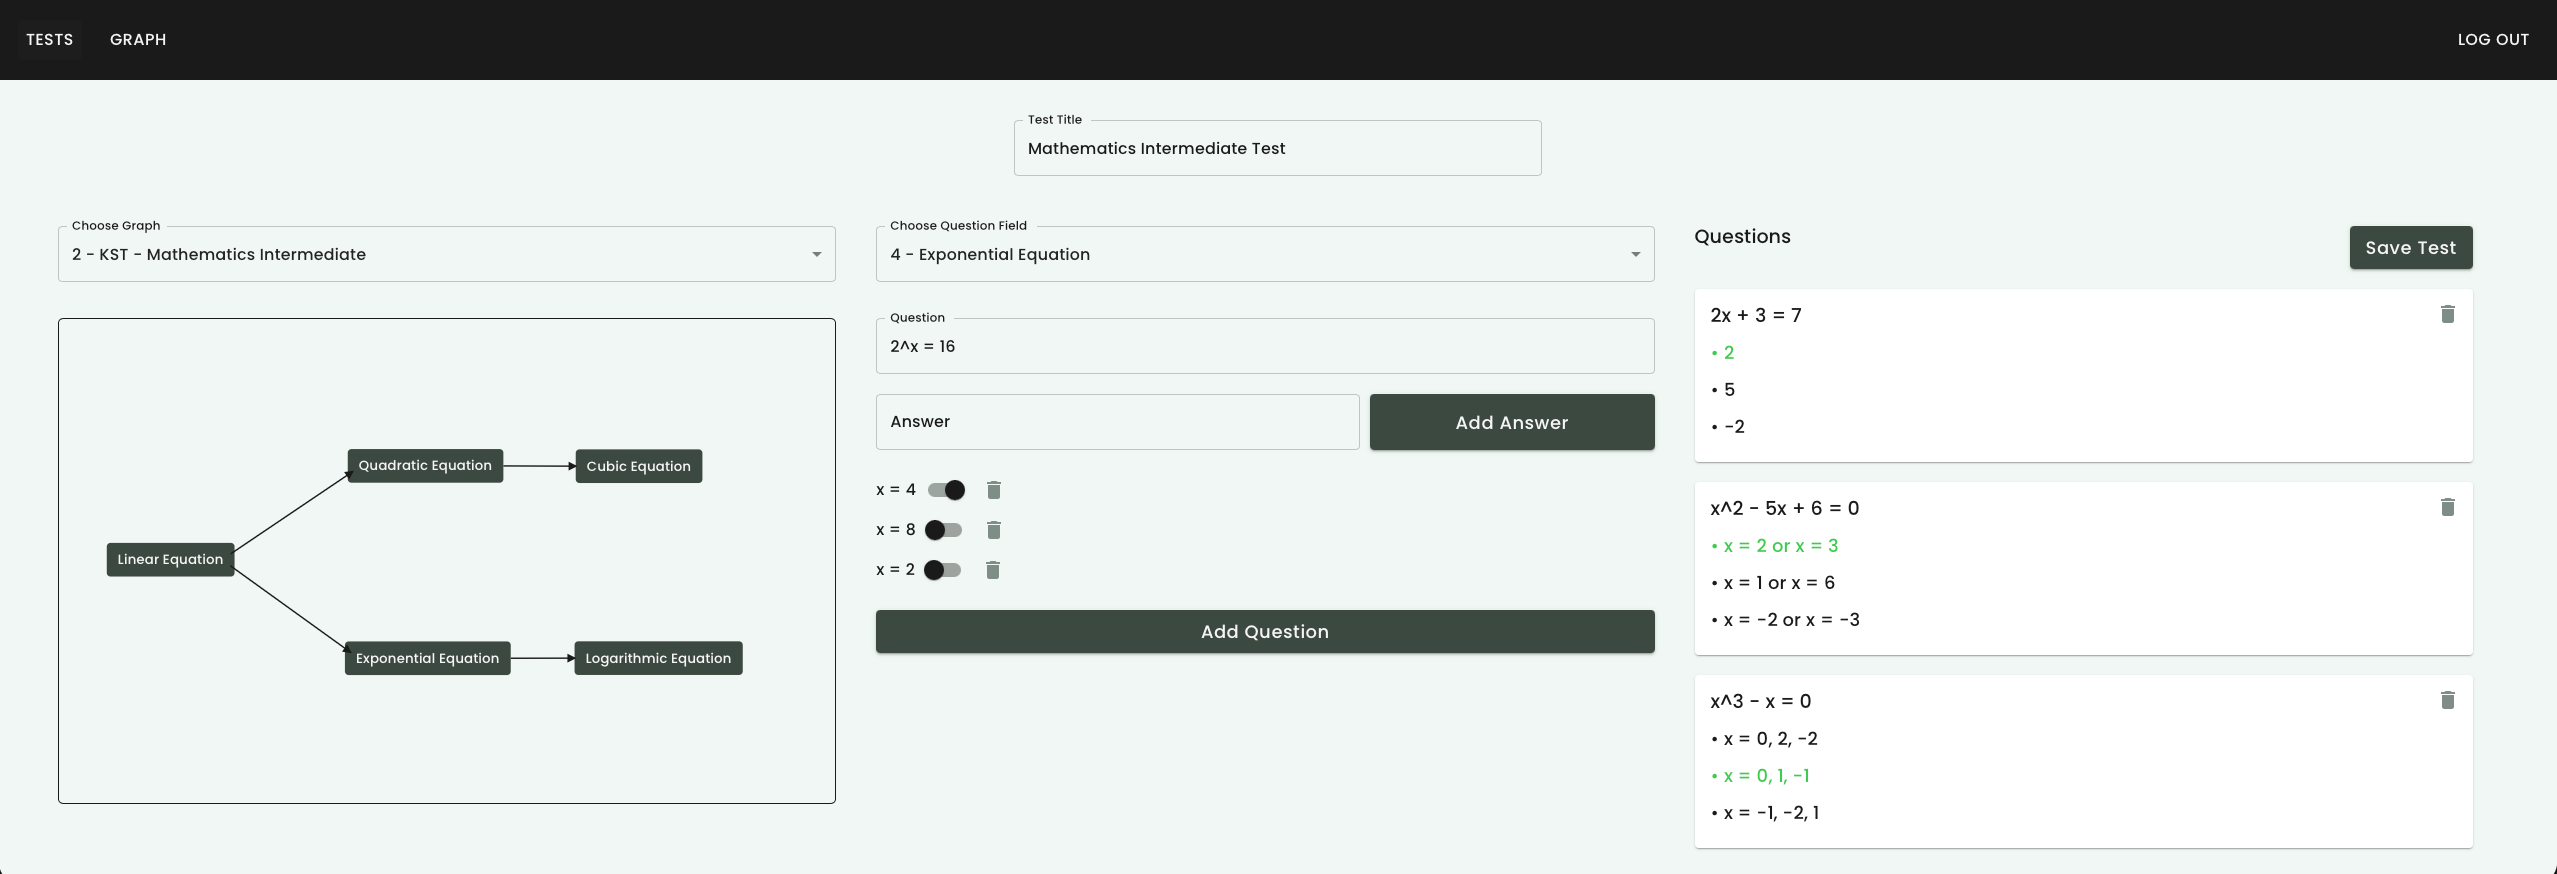 TESTS
GRAPH
LOG OUT
Test Title
Mathematics Intermediate Test
Choose Graph
2 - KST - Mathematics Intermediate
Quadratic Equation
Cubic Equation
Linear Equation
Exponential Equation
Logarithmic Equation
Choose Question Field
4 - Exponential Equation
Question
2^x = 16
Answer
Add Answer
x = 4
x = 8
x = 2
Add Question
Questions
Save Test
2x + 3 = 7
• 2
• 5
• -2
x^2 - 5x + 6 = 0
• x = 2 or x = 3
• x = 1 or x = 6
• x = -2 or x = -3
x^3 - x = 0
• x = 0, 2, -2
• x = 0, 1, -1
• x = -1, -2, 1